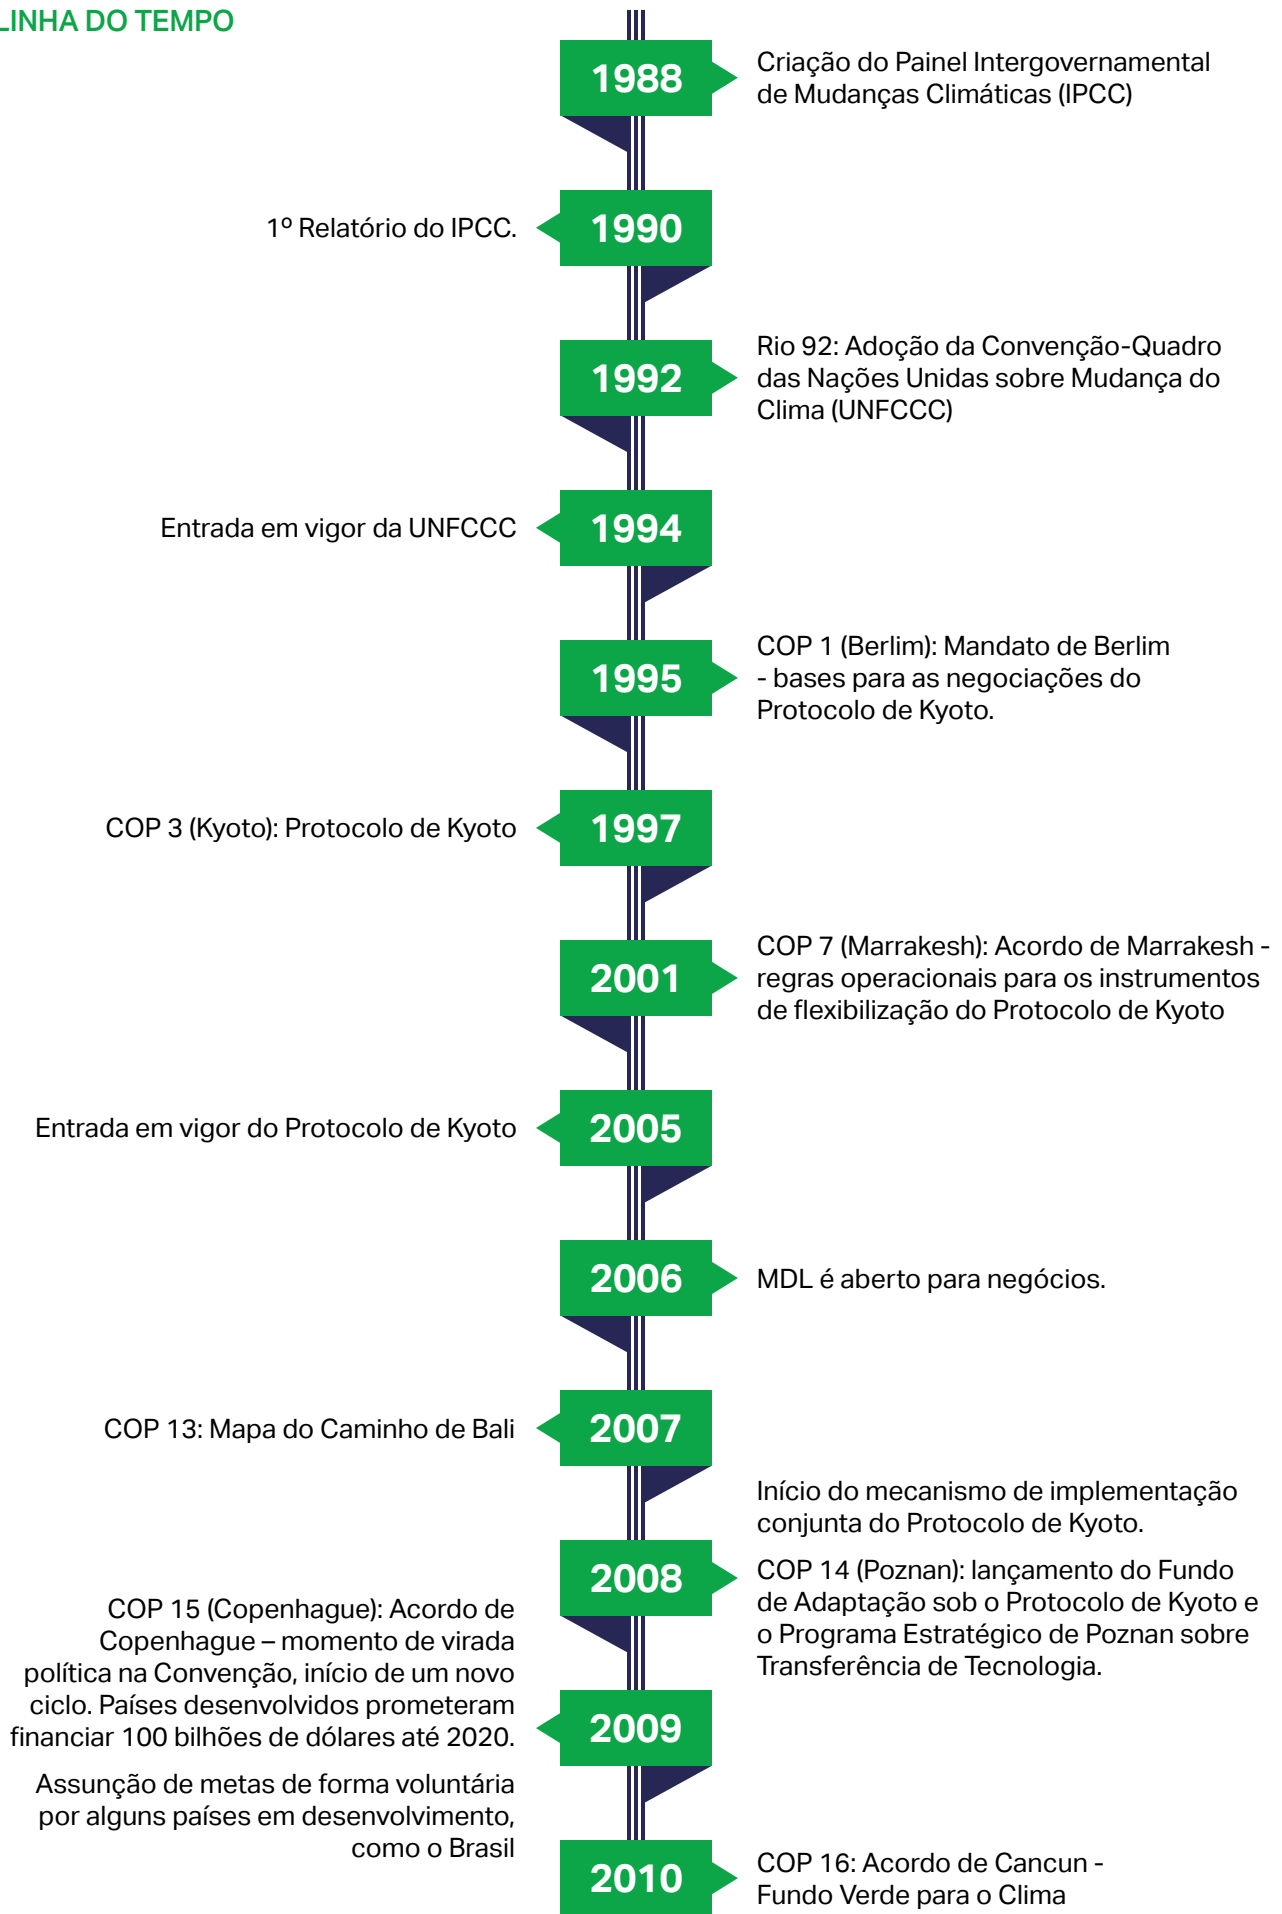 LINHA DO TEMPO
1988
Criação do Painel Intergovernamental
de Mudanças Climáticas (IPCC)
1º Relatório do IPCC.
1990
1992
Rio 92: Adoção da Convenção-Quadro
das Nações Unidas sobre Mudança do
Clima (UNFCCC)
Entrada em vigor da UNFCCC
1994
1995
COP 1 (Berlim): Mandato de Berlim
- bases para as negociações do
Protocolo de Kyoto.
COP 3 (Kyoto): Protocolo de Kyoto
1997
2001
COP 7 (Marrakesh): Acordo de Marrakesh -
regras operacionais para os instrumentos
de flexibilização do Protocolo de Kyoto
Entrada em vigor do Protocolo de Kyoto
2005
2006
MDL é aberto para negócios.
COP 13: Mapa do Caminho de Bali
2007
2008
Início do mecanismo de implementação
conjunta do Protocolo de Kyoto.
COP 14 (Poznan): lançamento do Fundo
de Adaptação sob o Protocolo de Kyoto e
o Programa Estratégico de Poznan sobre
Transferência de Tecnologia.
COP 15 (Copenhague): Acordo de
Copenhague – momento de virada
política na Convenção, início de um novo
ciclo. Países desenvolvidos prometeram
financiar 100 bilhões de dólares até 2020.
Assunção de metas de forma voluntária
por alguns países em desenvolvimento,
como o Brasil
2009
2010
COP 16: Acordo de Cancun -
Fundo Verde para o Clima